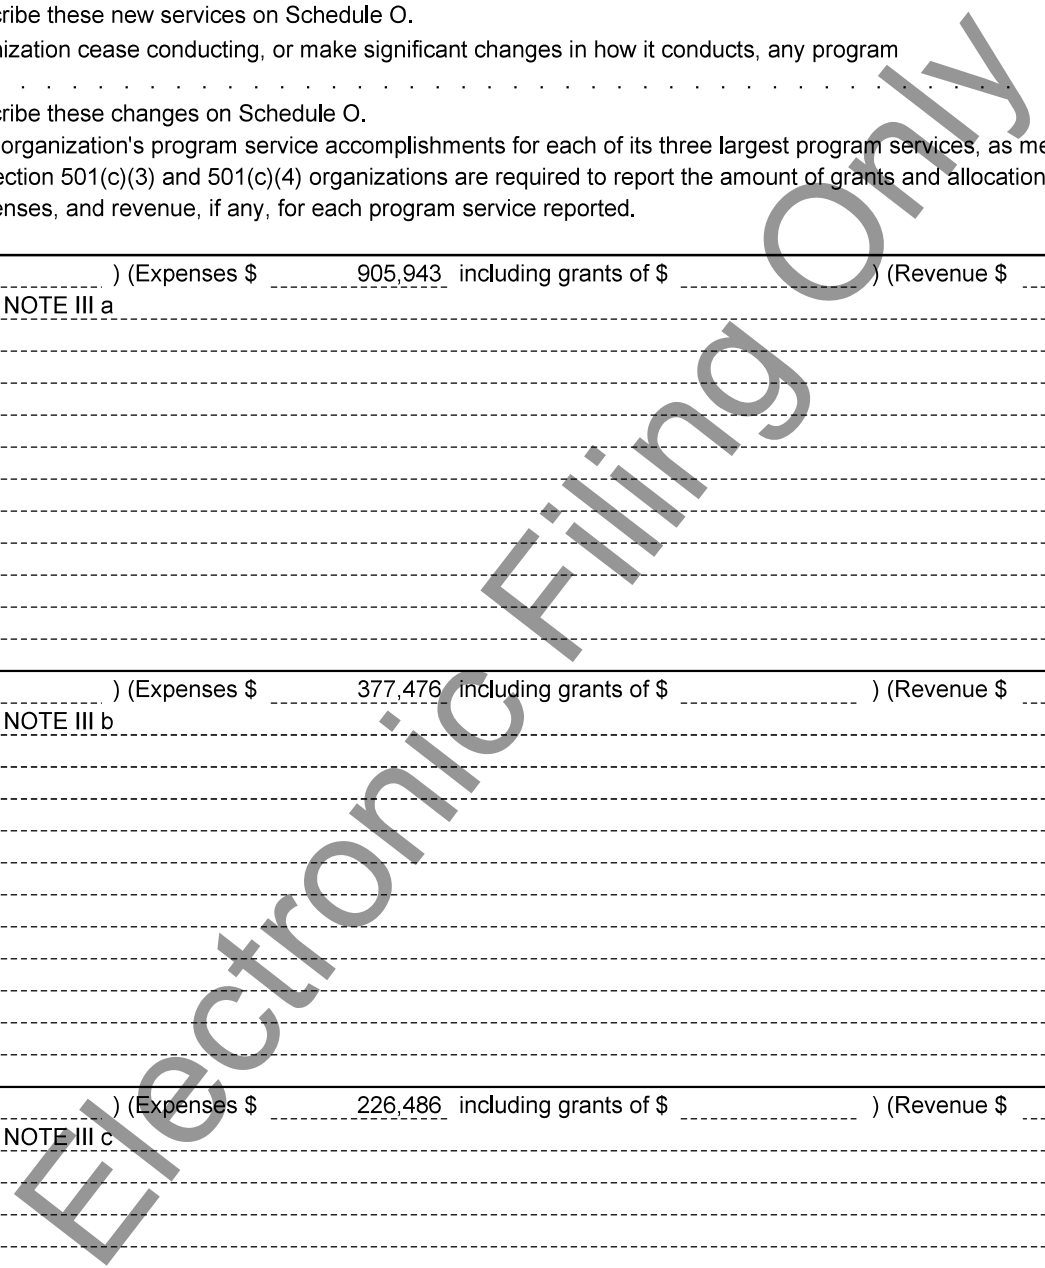 cribe these new services on Schedule O.
nization cease conducting, or make significant changes in how it conducts, any program
. . . . . . . . . . . . . . . . . . . . . . . . . . . . . . . . . . . . . . . . .
cribe these changes on Schedule O.
organization's program service accomplishments for each of its three largest program services, as me
ection 501(c)(3) and 501(c)(4) organizations are required to report the amount of grants and allocation
enses, and revenue, if any, for each program service reported.
) (Expenses $ 905,943 including grants of $ ) (Revenue $
NOTE III a
) (Expenses $ 377,476 including grants of $ ) (Revenue $
NOTE III b
) (Expenses $ 226,486 including grants of $ ) (Revenue $
NOTE III c
Electronic Filing Only